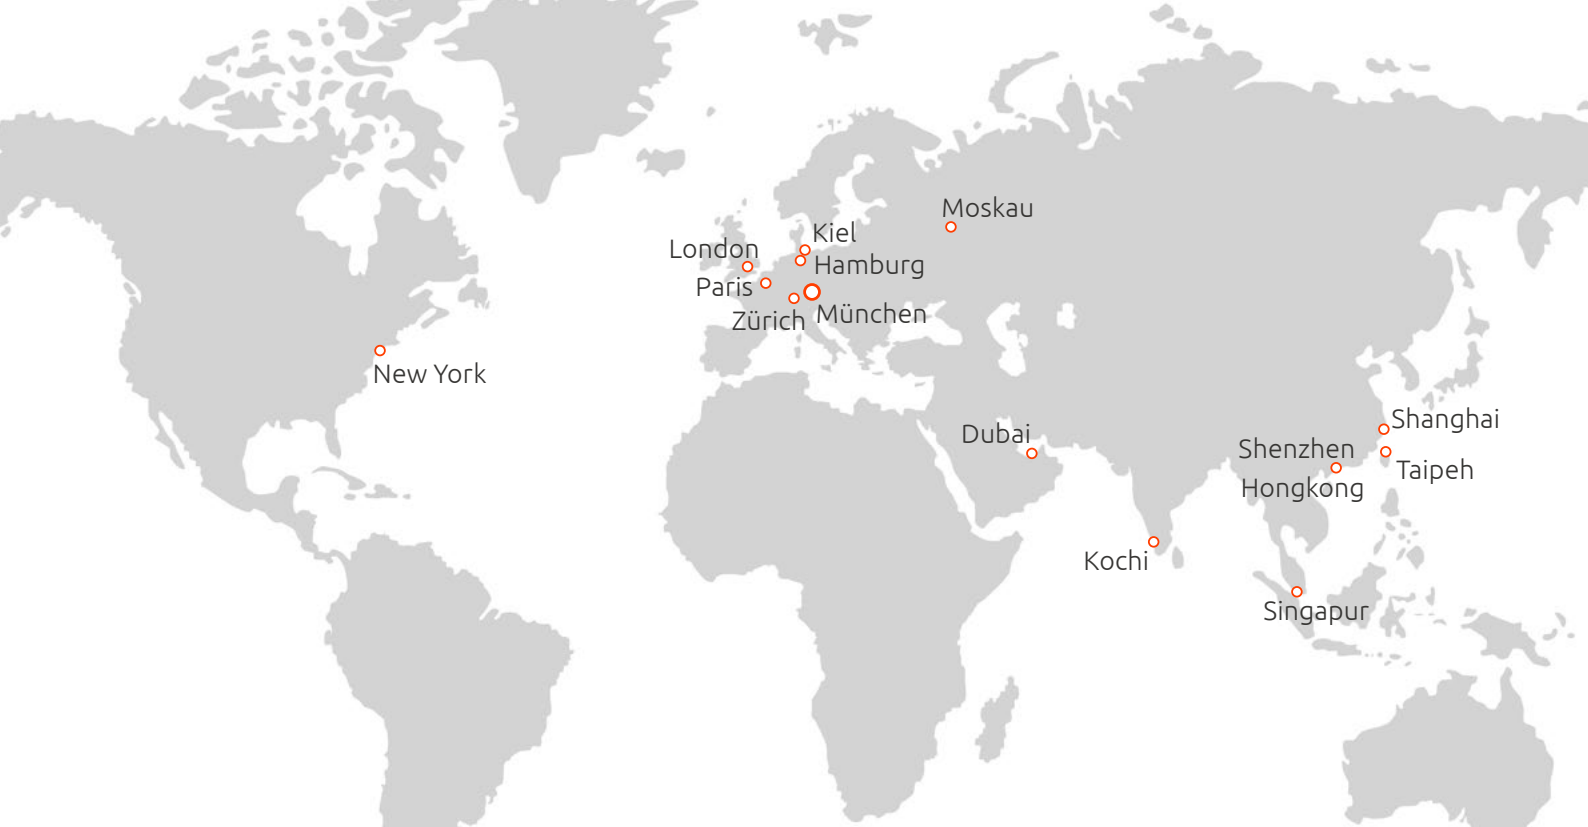 Moskau
Kiel
London
Hamburg
Paris
Zürich
München
New York
Shanghai
Dubai
Shenzhen
Taipeh
Hongkong
Kochi
Singapur